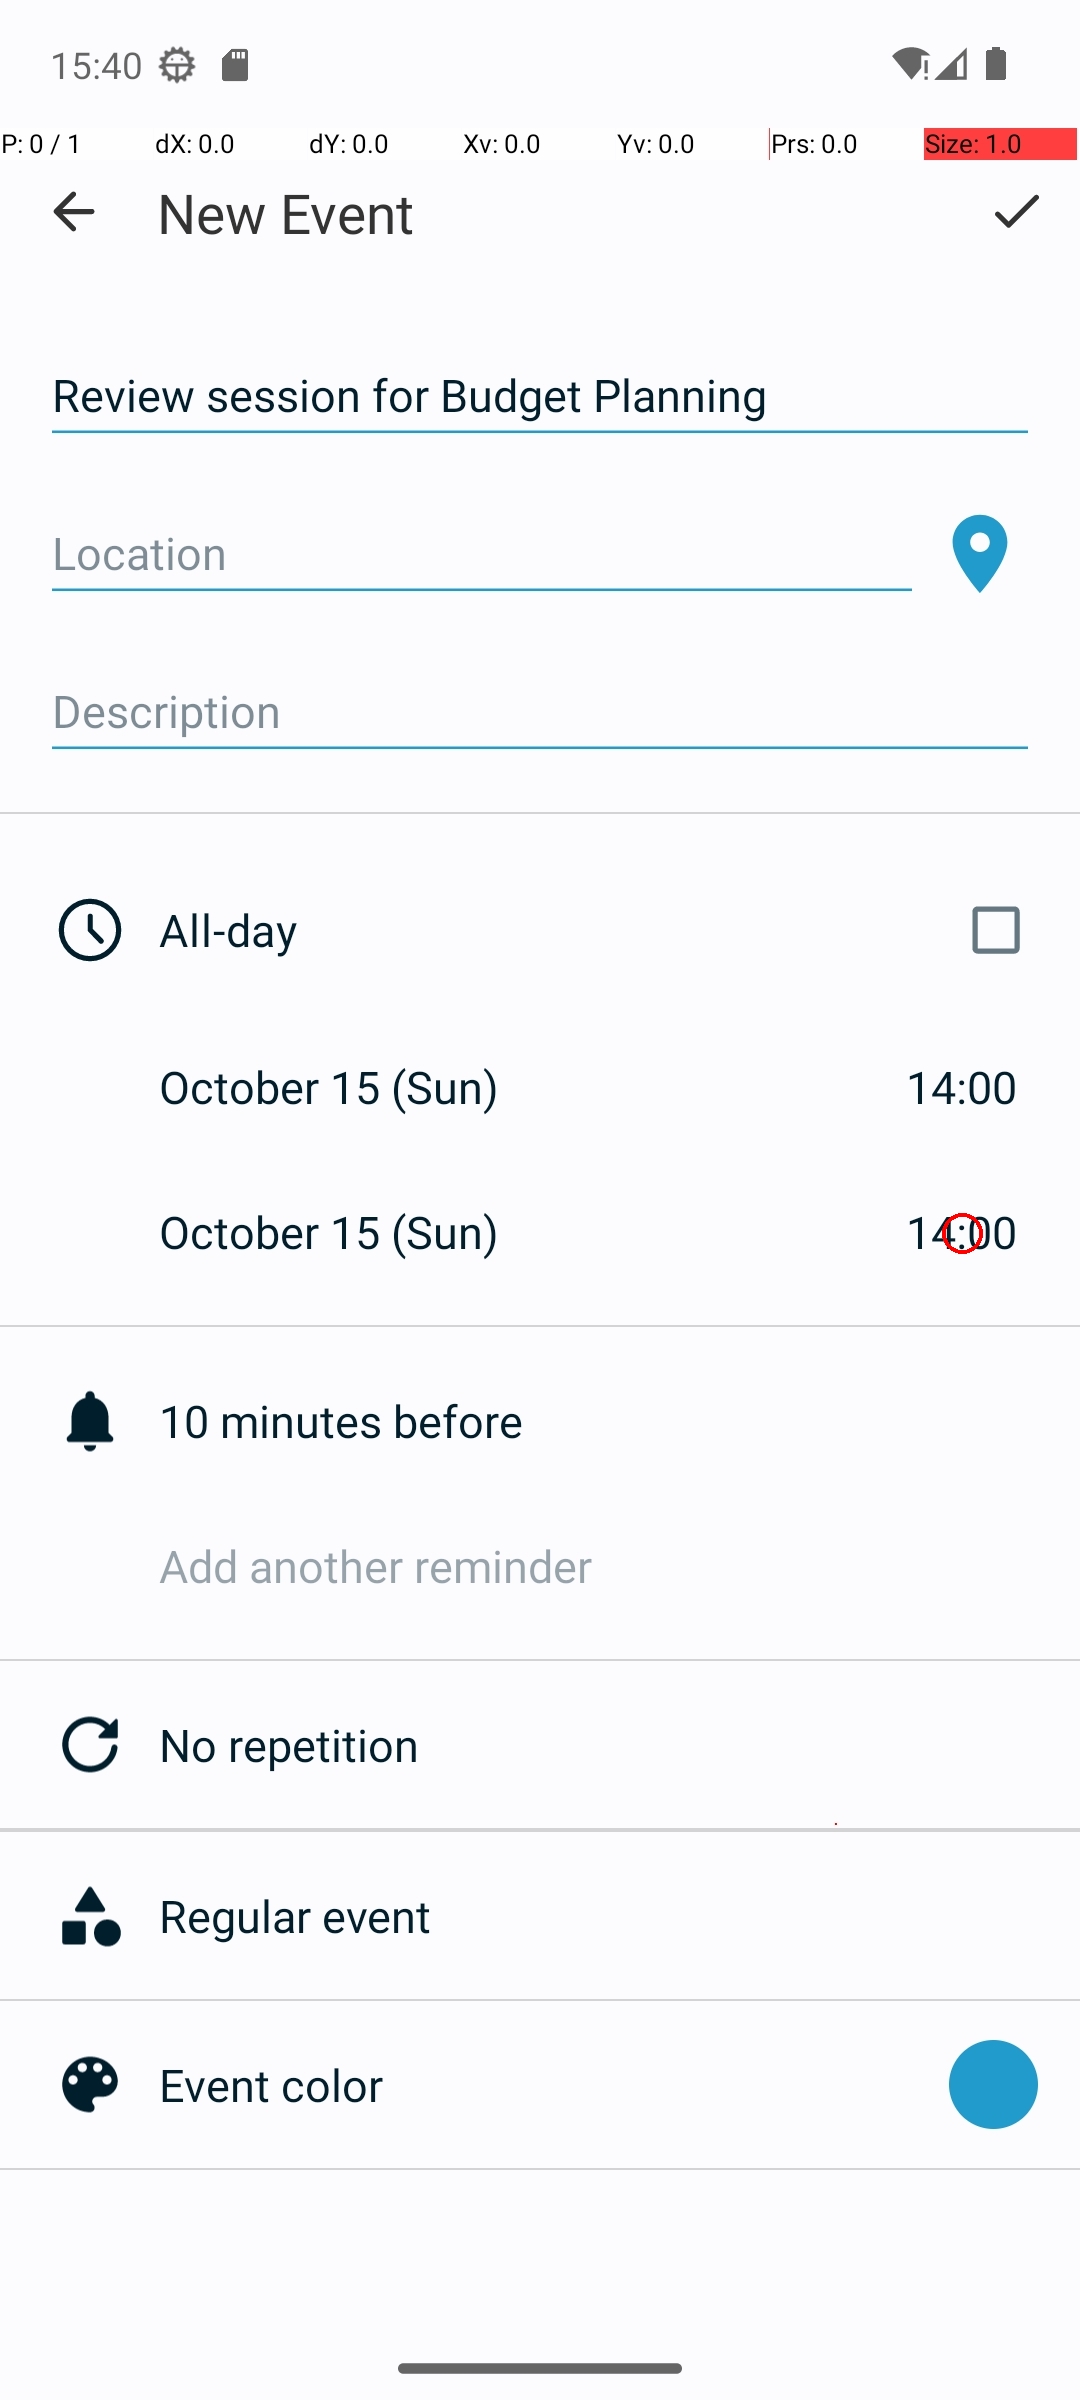 15:40
P: 0 / 1 dX: 0.0 dY: 0.0 Xv: 0.0 Yv: 0.0 Prs: 0.0 Size: 1.0
New Event
Review session for Budget Planning
Location
Description
All-day
October 15 (Sun) 14:00
October 15 (Sun) 14:00
10 minutes before
Add another reminder
No repetition
Regular event
Event color